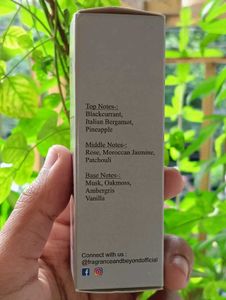 Top Notes-:
Blackcurrant,
Italian Bergamot,
Pineapple
Middle Notes-:
Rose, Moroccan Jasmine,
Patchouli
Base Notes-:
Musk, Oakmoss,
Ambergris
Vanilla
Connect with us :
@fragranceandbeyondofficial